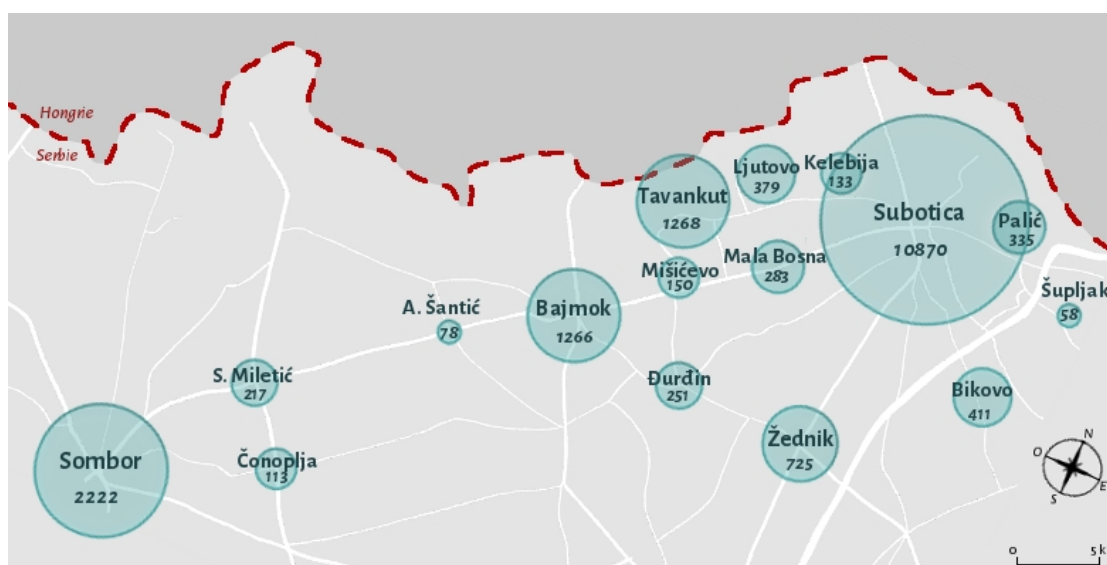 Hongrie
Serbie
Tavankut
1268
Ljutovo
379
Kelebija
133
Subotica
10870
Palić
335
Mišićevo
150
Mala Bosna
283
Šupljak
58
A. Šantić
78
Bajmok
1266
S. Miletić
217
Đurđin
251
Bikovo
411
Sombor
2222
Čonoplja
113
Žednik
725
N
O
E
S
0 5k